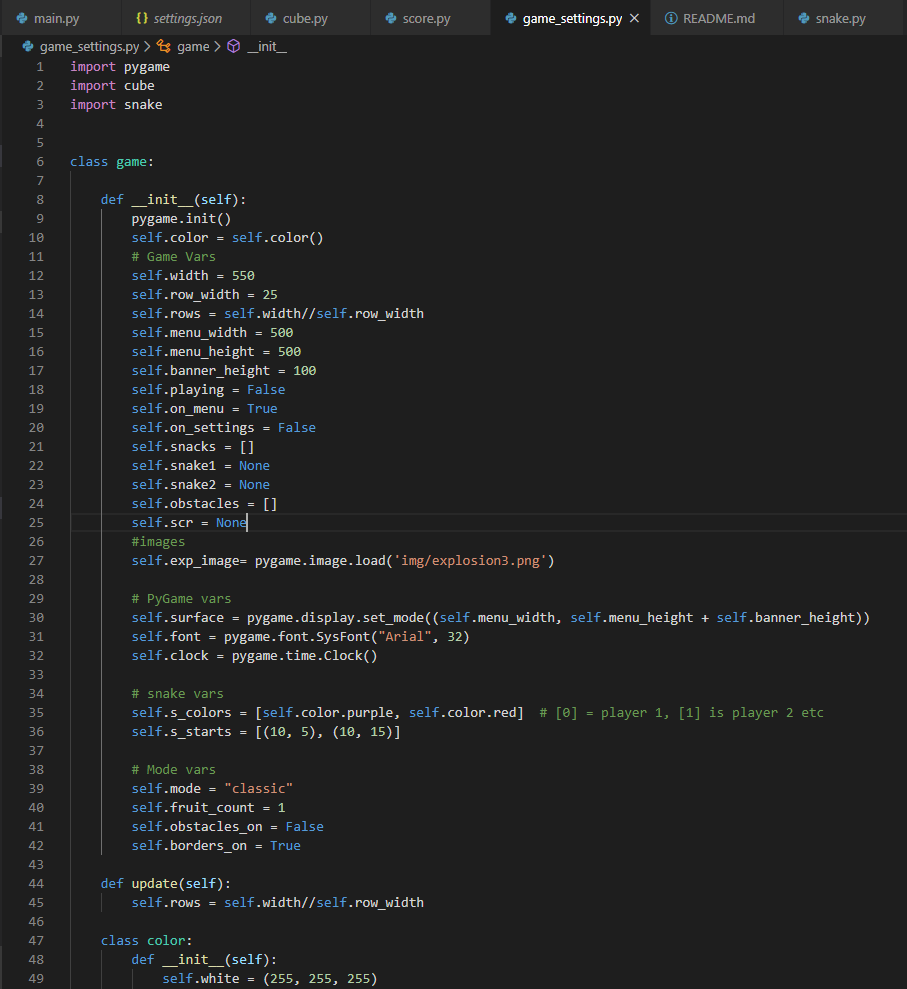 main.py settings.json cube.py score.py game_settings.py README.md snake.py
game_settings.py > game > __init__
1 import pygame
2 import cube
3 import snake
4
5
6 class game:
7
8     def __init__(self):
9         pygame.init()
10         self.color = self.color()
11         # Game Vars
12         self.width = 550
13         self.row_width = 25
14         self.rows = self.width//self.row_width
15         self.menu_width = 500
16         self.menu_height = 500
17         self.banner_height = 100
18         self.playing = False
19         self.on_menu = True
20         self.on_settings = False
21         self.snacks = []
22         self.snake1 = None
23         self.snake2 = None
24         self.obstacles = []
25         self.scr = None
26         #images
27         self.exp_image= pygame.image.load('img/explosion3.png')
28
29         # PyGame vars
30         self.surface = pygame.display.set_mode((self.menu_width, self.menu_height + self.banner_height))
31         self.font = pygame.font.SysFont("Arial", 32)
32         self.clock = pygame.time.Clock()
33
34         # snake vars
35         self.s_colors = [self.color.purple, self.color.red]  # [0] = player 1, [1] is player 2 etc
36         self.s_starts = [(10, 5), (10, 15)]
37
38         # Mode vars
39         self.mode = "classic"
40         self.fruit_count = 1
41         self.obstacles_on = False
42         self.borders_on = True
43
44     def update(self):
45         self.rows = self.width//self.row_width
46
47     class color:
48         def __init__(self):
49             self.white = (255, 255, 255)